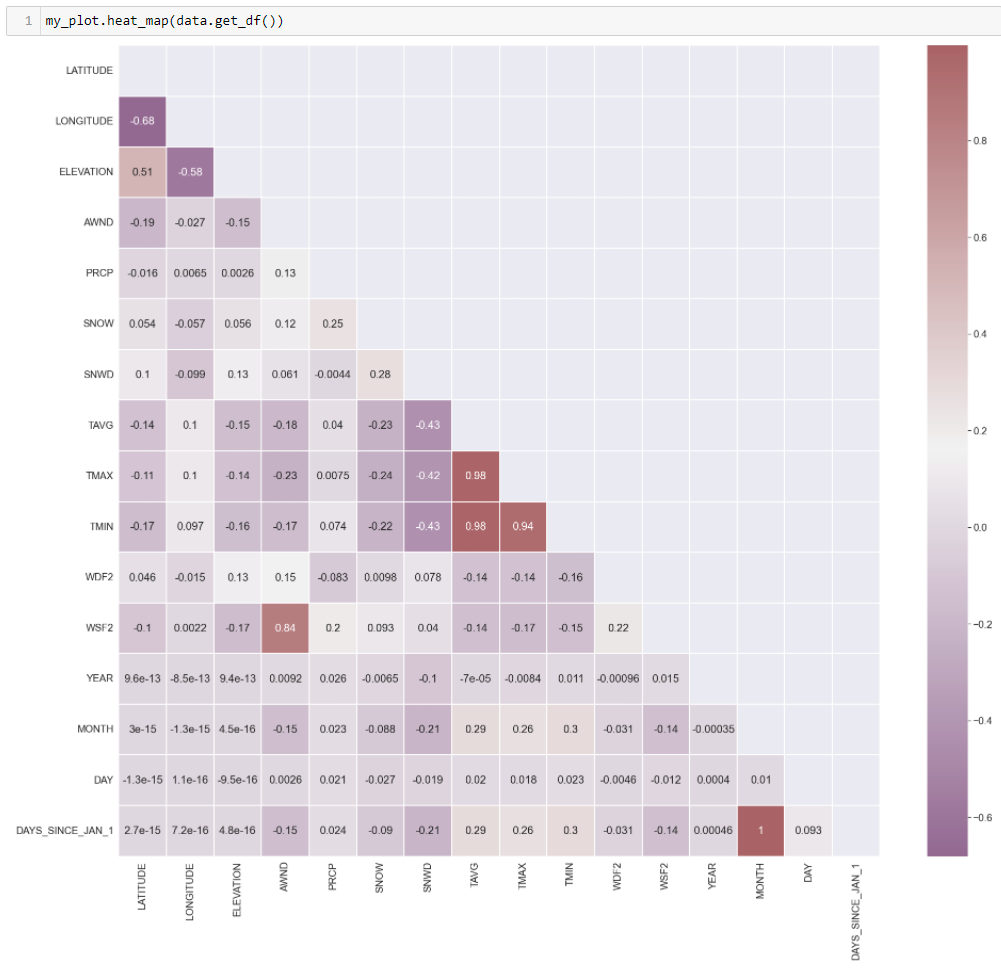 1 my_plot.heat_map(data.get_df())
LATITUDE
LONGITUDE -0.68
ELEVATION 0.51 -0.58
AWND -0.19 -0.027 -0.15
PRCP -0.016 0.0065 0.0026 0.13
SNOW 0.054 -0.057 0.056 0.12 0.25
SNWD 0.1 -0.099 0.13 0.061 -0.0044 0.28
TAVG -0.14 0.1 -0.15 -0.18 0.04 -0.23 -0.43
TMAX -0.11 0.1 -0.14 -0.23 0.0075 -0.24 -0.42 0.98
TMIN -0.17 0.097 -0.16 -0.17 0.074 -0.22 -0.43 0.98 0.94
WDF2 0.046 -0.015 0.13 0.15 -0.083 0.0098 0.078 -0.14 -0.14 -0.16
WSF2 -0.1 0.0022 -0.17 0.84 0.2 0.093 0.04 -0.14 -0.17 -0.15 0.22
YEAR 9.6e-13 -8.5e-13 9.4e-13 0.0092 0.026 -0.0065 -0.1 -7e-05 -0.0084 0.011 -0.00096 0.015
MONTH 3e-15 -1.3e-15 4.5e-16 -0.15 0.023 -0.088 -0.21 0.29 0.26 0.3 -0.031 -0.14 -0.00035
DAY -1.3e-15 1.1e-16 -9.5e-16 0.0026 0.021 -0.027 -0.019 0.02 0.018 0.023 -0.0046 -0.012 0.0004 0.01
DAYS_SINCE_JAN_1 2.7e-15 7.2e-16 4.8e-16 -0.15 0.024 -0.09 -0.21 0.29 0.26 0.3 -0.031 -0.14 0.00046 1 0.093
LATITUDE LONGITUDE ELEVATION AWND PRCP SNOW SNWD TAVG TMAX TMIN WDF2 WSF2 YEAR MONTH DAY DAYS_SINCE_JAN_1
0.8
0.6
0.4
0.2
0.0
-0.2
-0.4
-0.6